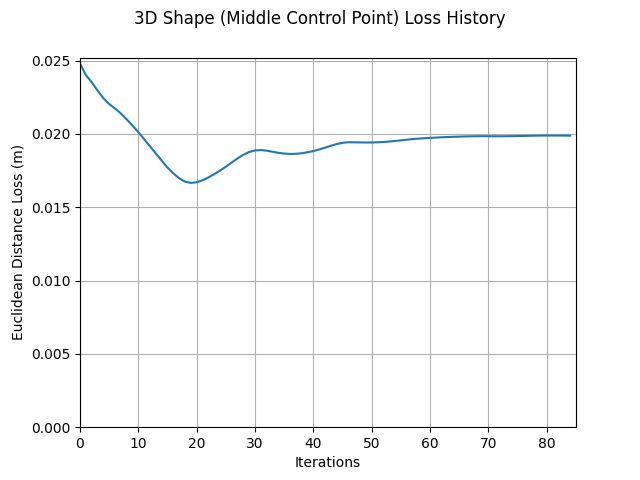 3D Shape (Middle Control Point) Loss History
Euclidean Distance Loss (m)
0.025
0.020
0.015
0.010
0.005
0.000
0 10 20 30 40 50 60 70 80
Iterations